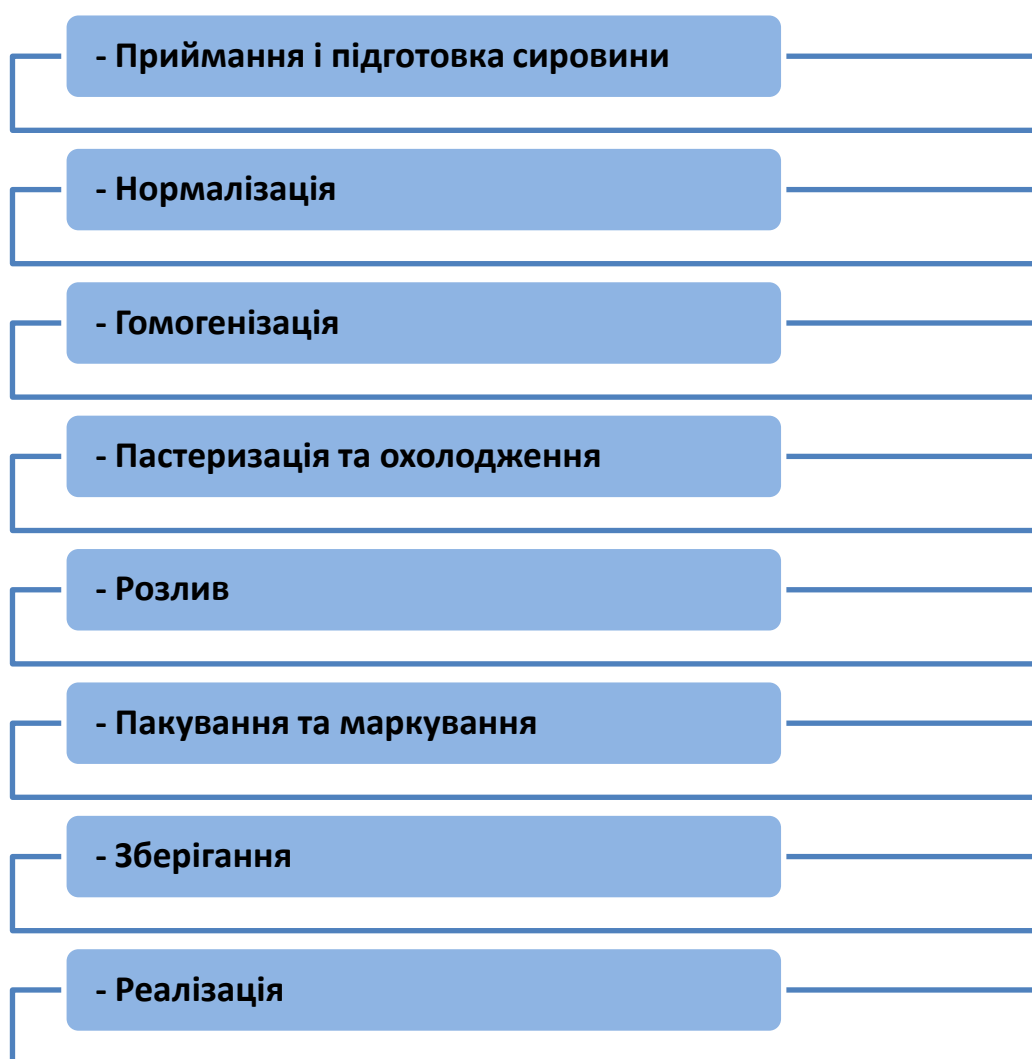 - Приймання і підготовка сировини
- Нормалізація
- Гомогенізація
- Пастеризація та охолодження
- Розлив
- Пакування та маркування
- Зберігання
- Реалізація